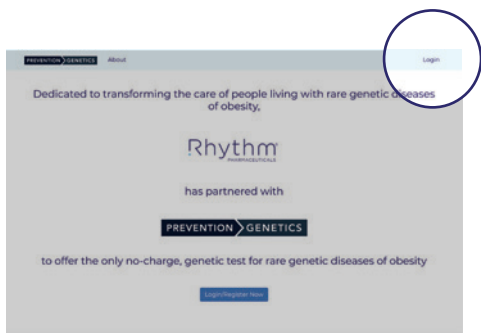 PREVENTION GENETICS About Login
Dedicated to transforming the care of people living with rare genetic diseases
of obesity,
Rhythm
PHARMACEUTICALS
has partnered with
PREVENTION GENETICS
to offer the only no-charge, genetic test for rare genetic diseases of obesity
Login/Register Now